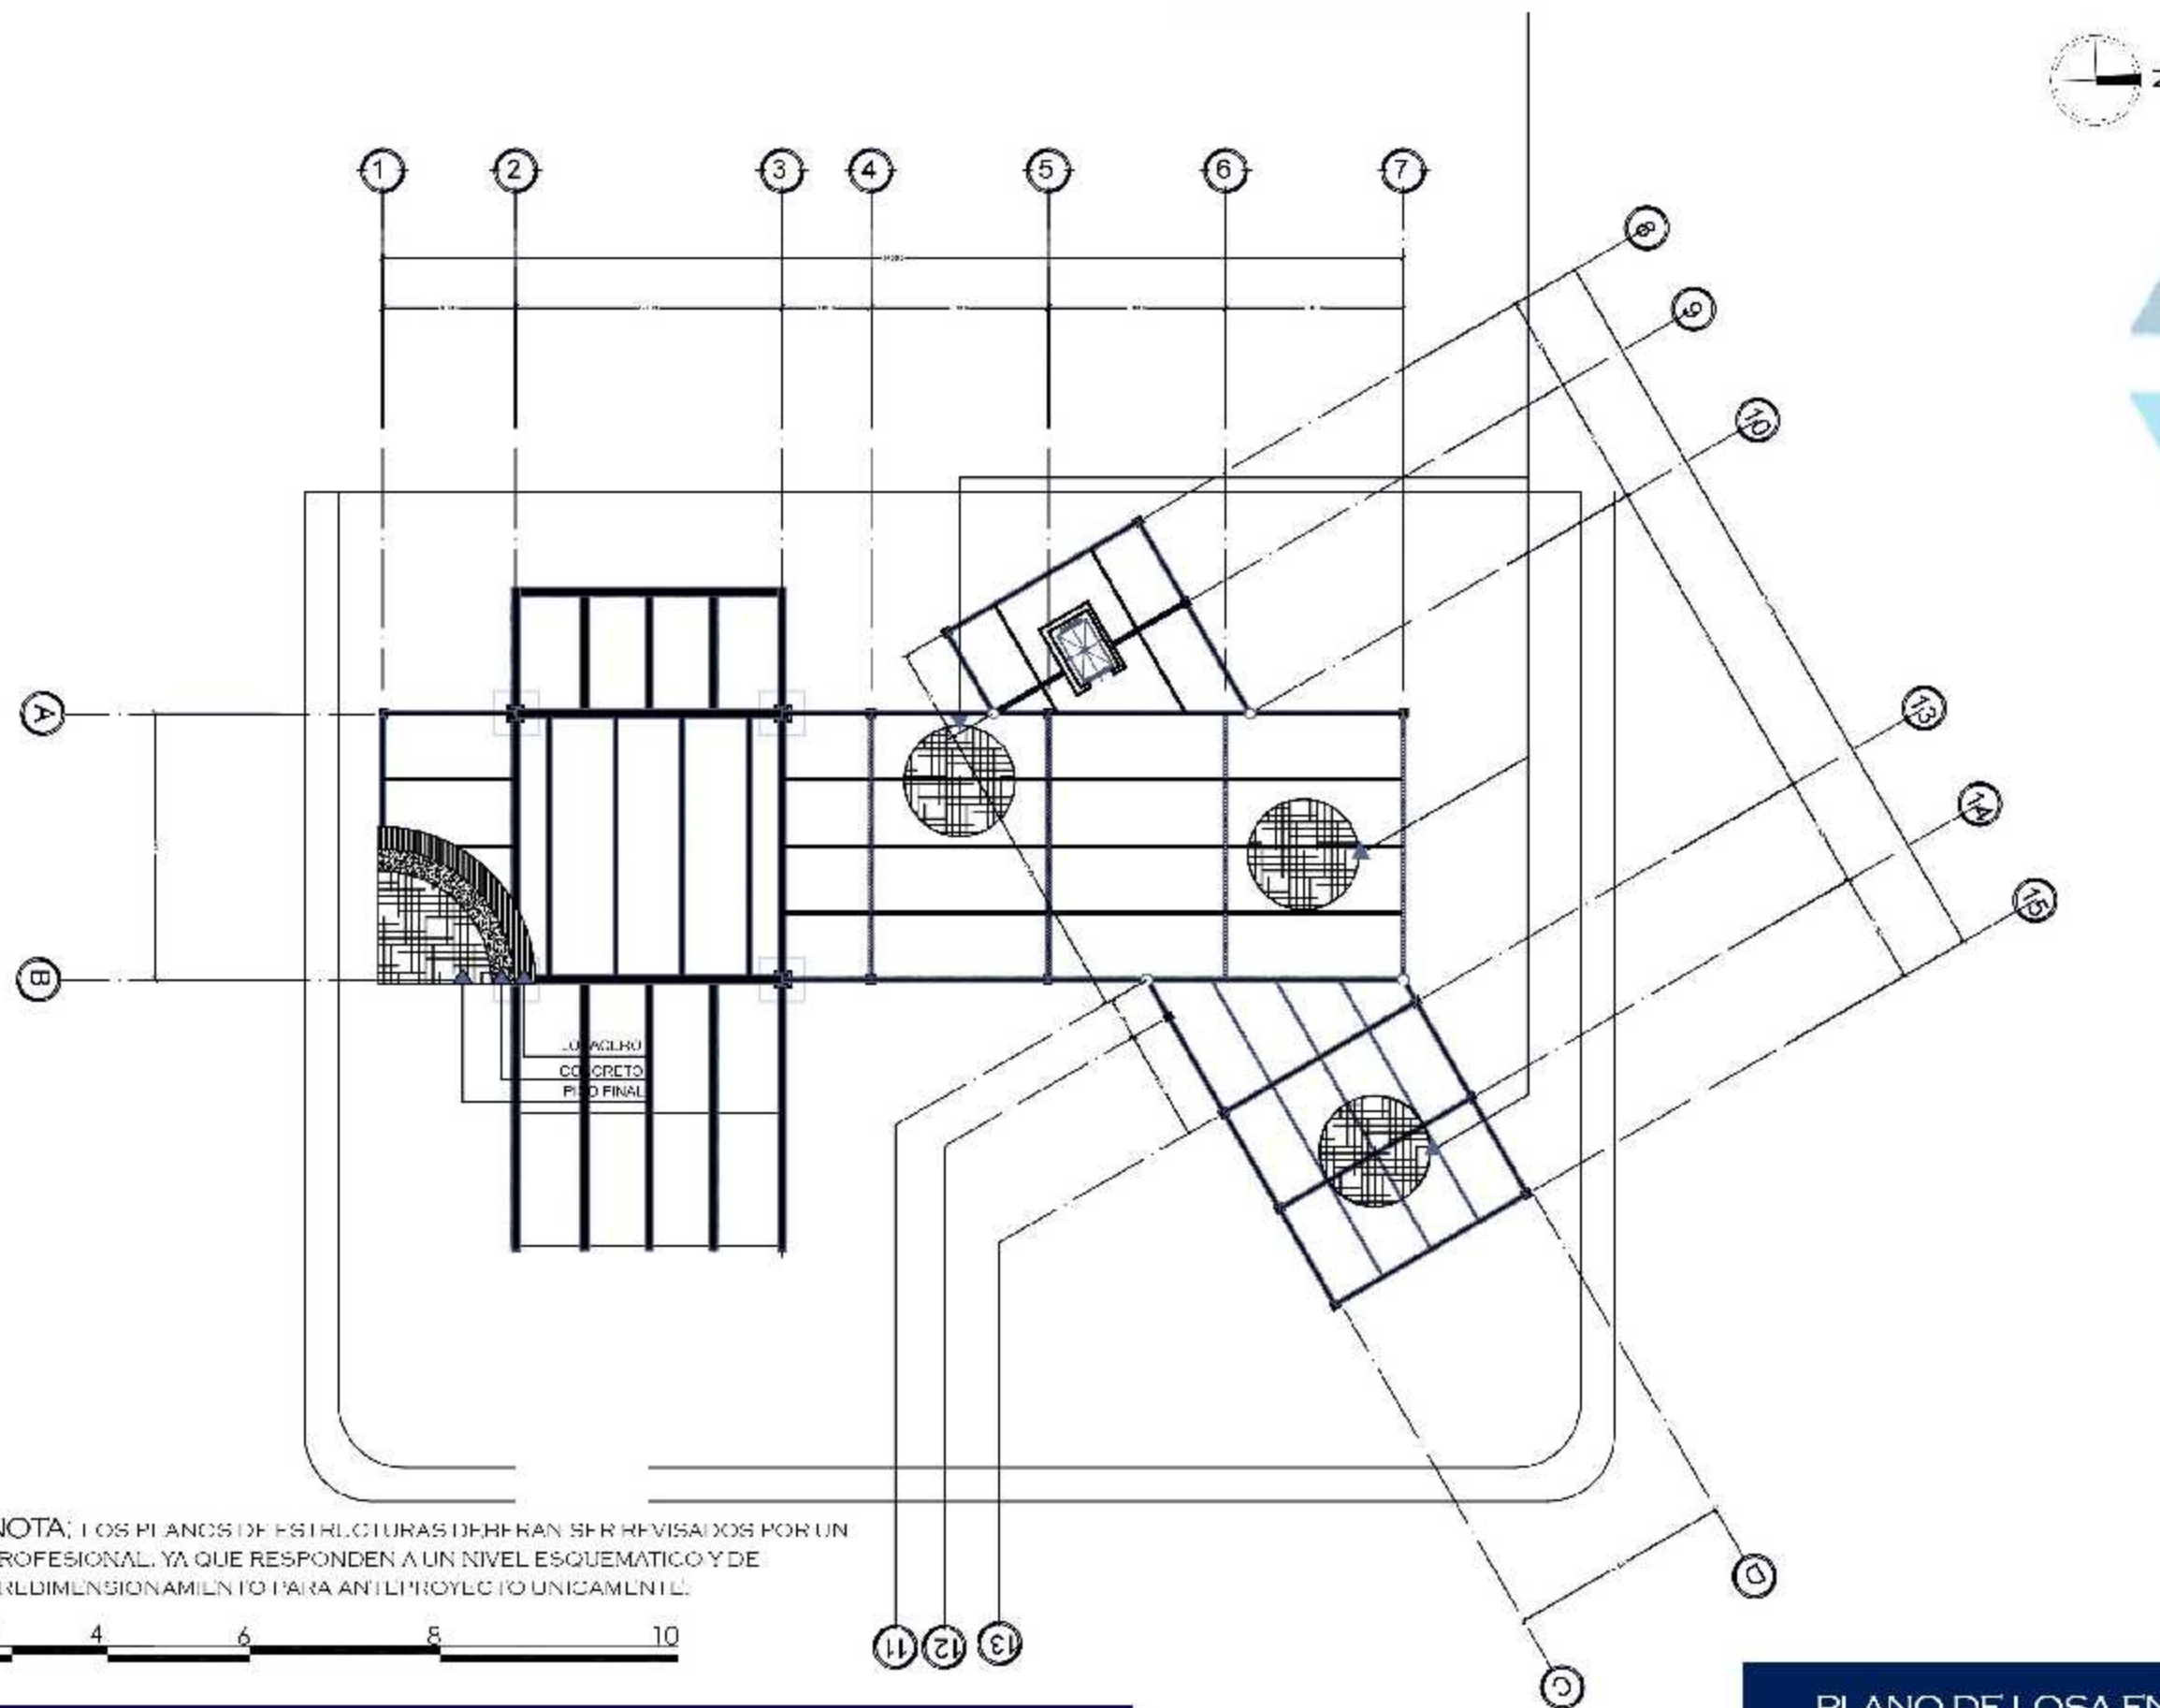 Z
1 2 3 4 5 6 7
8
9
10
A
13
14
B
15
LOSACERO
CONCRETO
PISO FINAL
NOTA: LOS PLANOS DE ESTRUCTURAS DEBERAN SER REVISADOS POR UN
ROFESIONAL, YA QUE RESPONDEN A UN NIVEL ESQUEMATICO Y DE
REDIMENSIONAMIENTO PARA ANTEPROYECTO UNICAMENTE.
4 6 8 10
11 12 13
D
C
PLANO DE LOSA EN